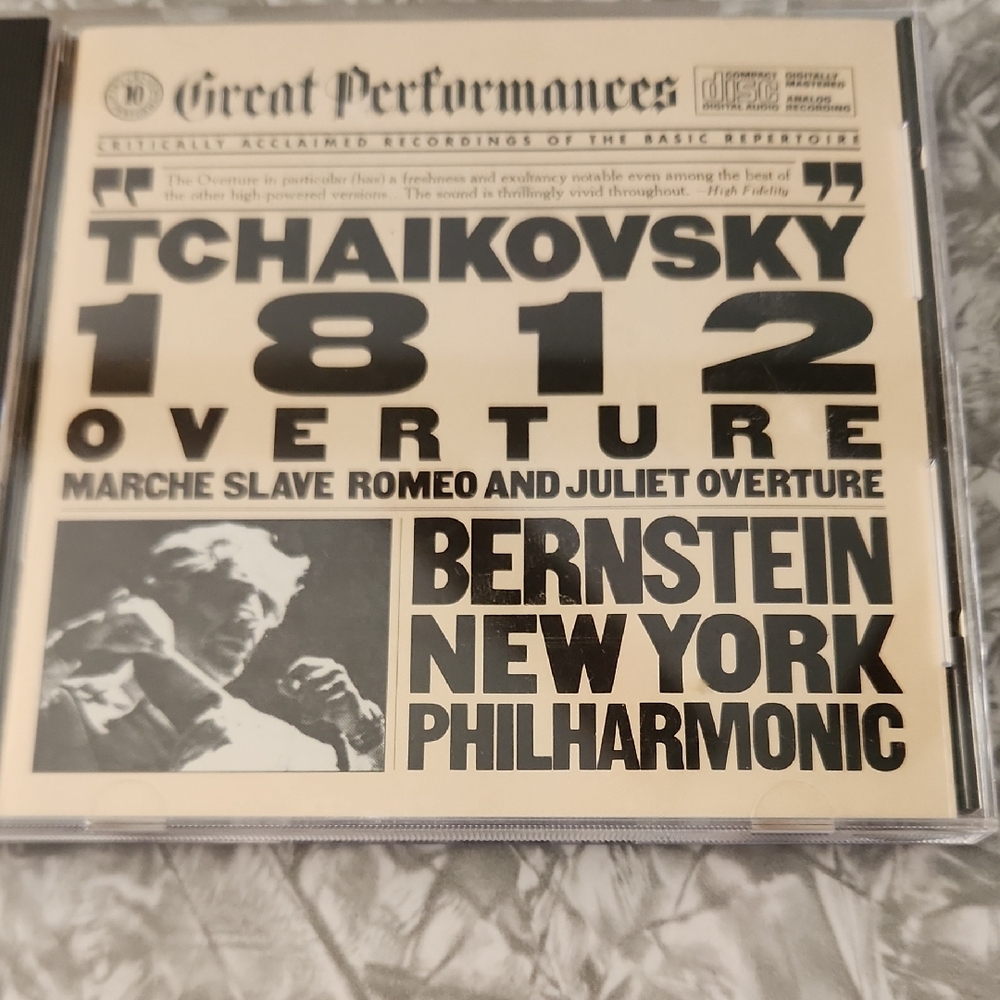 10 Great Performances
COMPACT disc DIGITAL AUDIO
DIGITALLY MASTERED
ANALOG RECORDING
CRITICALLY ACCLAIMED RECORDINGS OF THE BASIC REPERTOIRE
"The Overture in particular (has) a freshness and exultancy notable even among the best of
the other high-powered versions... The sound is thrillingly vivid throughout. —High Fidelity"
TCHAIKOVSKY
1812
OVERTURE
MARCHE SLAVE ROMEO AND JULIET OVERTURE
BERNSTEIN
NEW YORK
PHILHARMONIC